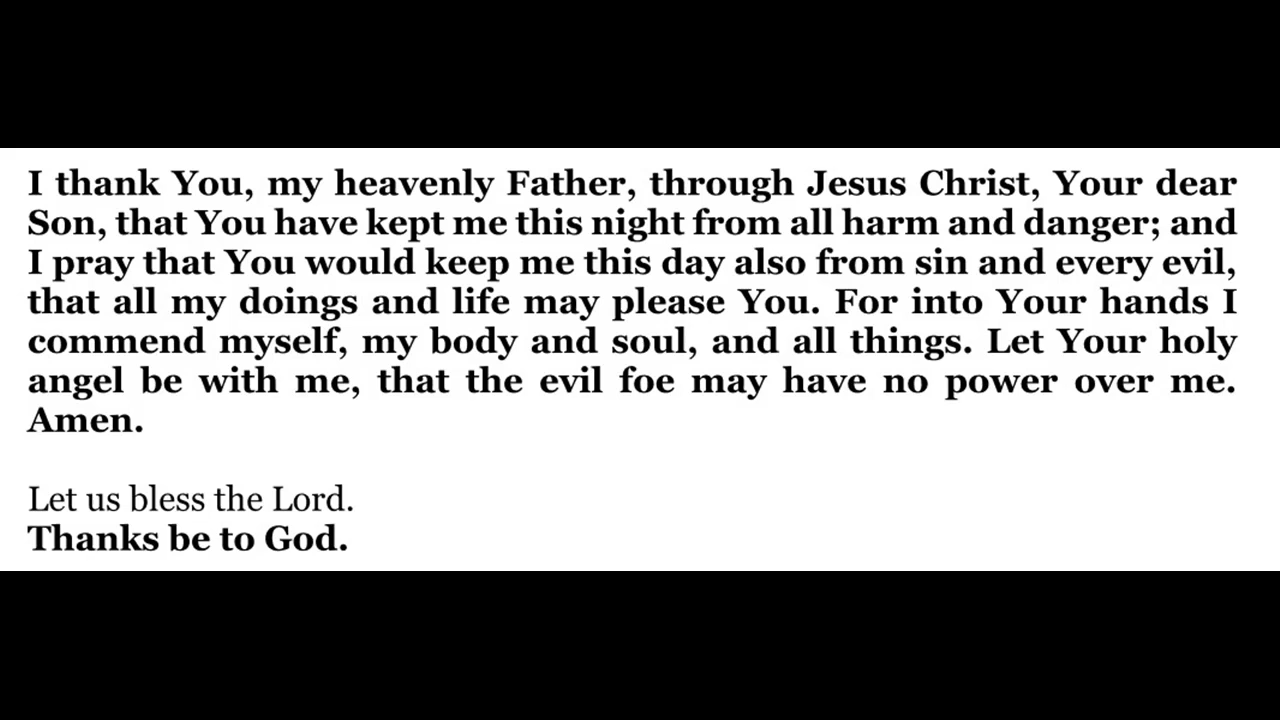 I thank You, my heavenly Father, through Jesus Christ, Your dear
Son, that You have kept me this night from all harm and danger; and
I pray that You would keep me this day also from sin and every evil,
that all my doings and life may please You. For into Your hands I
commend myself, my body and soul, and all things. Let Your holy
angel be with me, that the evil foe may have no power over me.
Amen.
Let us bless the Lord.
Thanks be to God.